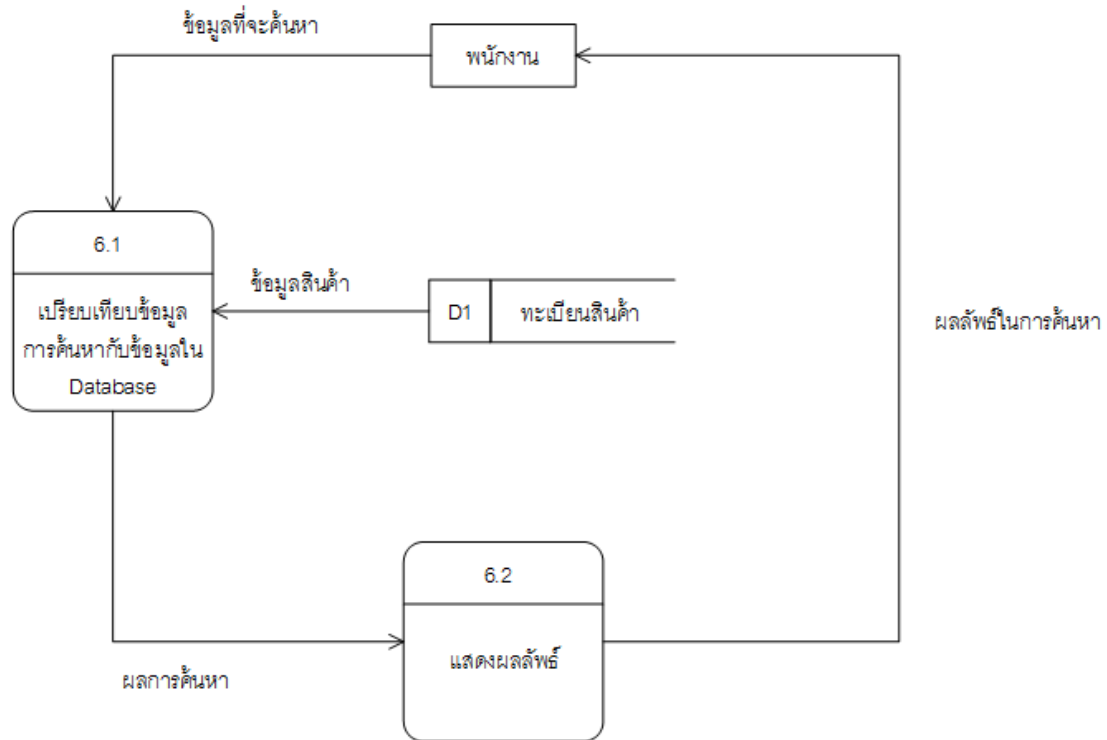 ข้อมูลที่จะค้นหา
พนักงาน
6.1
เปรียบเทียบข้อมูล
การค้นหากับข้อมูลใน
Database
ข้อมูลสินค้า
D1
ทะเบียนสินค้า
ผลลัพธ์ในการค้นหา
6.2
แสดงผลลัพธ์
ผลการค้นหา